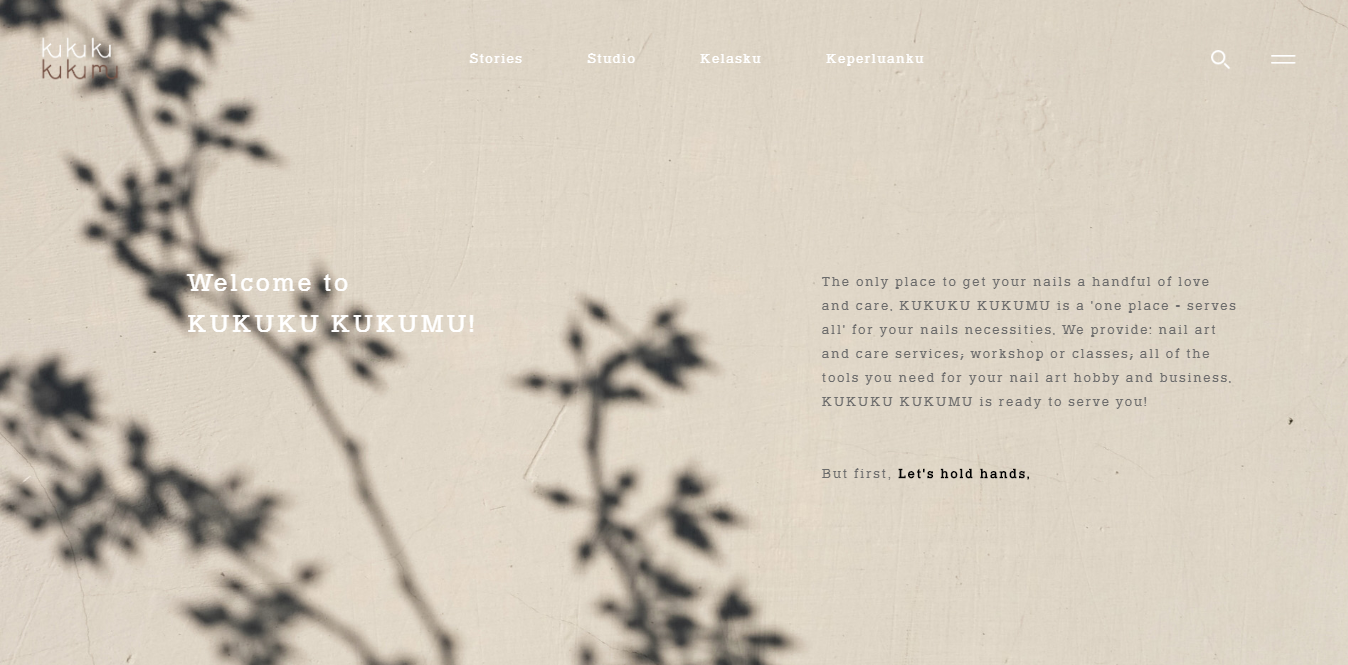 kukuku
kukumu
Stories
Studio
Kelasku
Keperluanku
Welcome to
KUKUKU KUKUMU!
The only place to get your nails a handful of love
and care. KUKUKU KUKUMU is a 'one place - serves
all' for your nails necessities. We provide: nail art
and care services; workshop or classes; all of the
tools you need for your nail art hobby and business.
KUKUKU KUKUMU is ready to serve you!
But first, Let's hold hands.